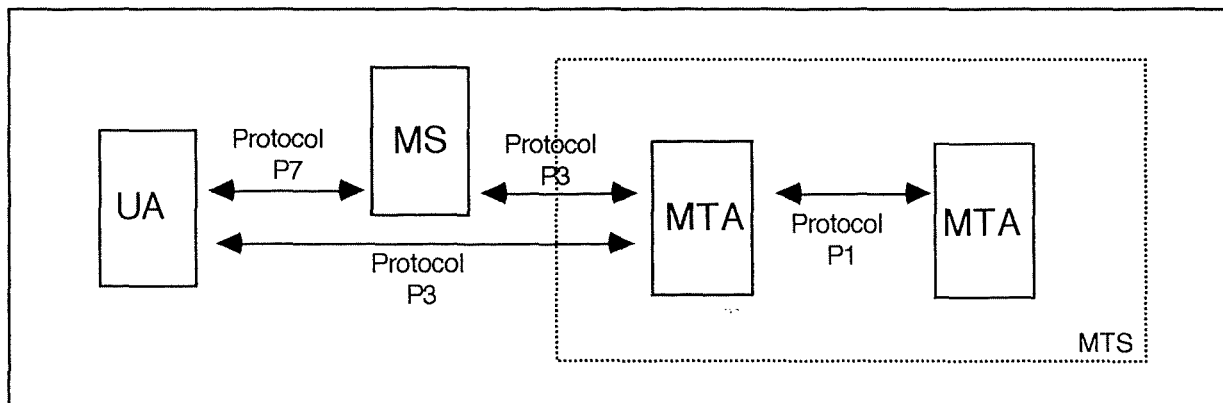 UA
Protocol
P7
MS
Protocol
P3
Protocol
P3
MTA
Protocol
P1
MTA
MTS